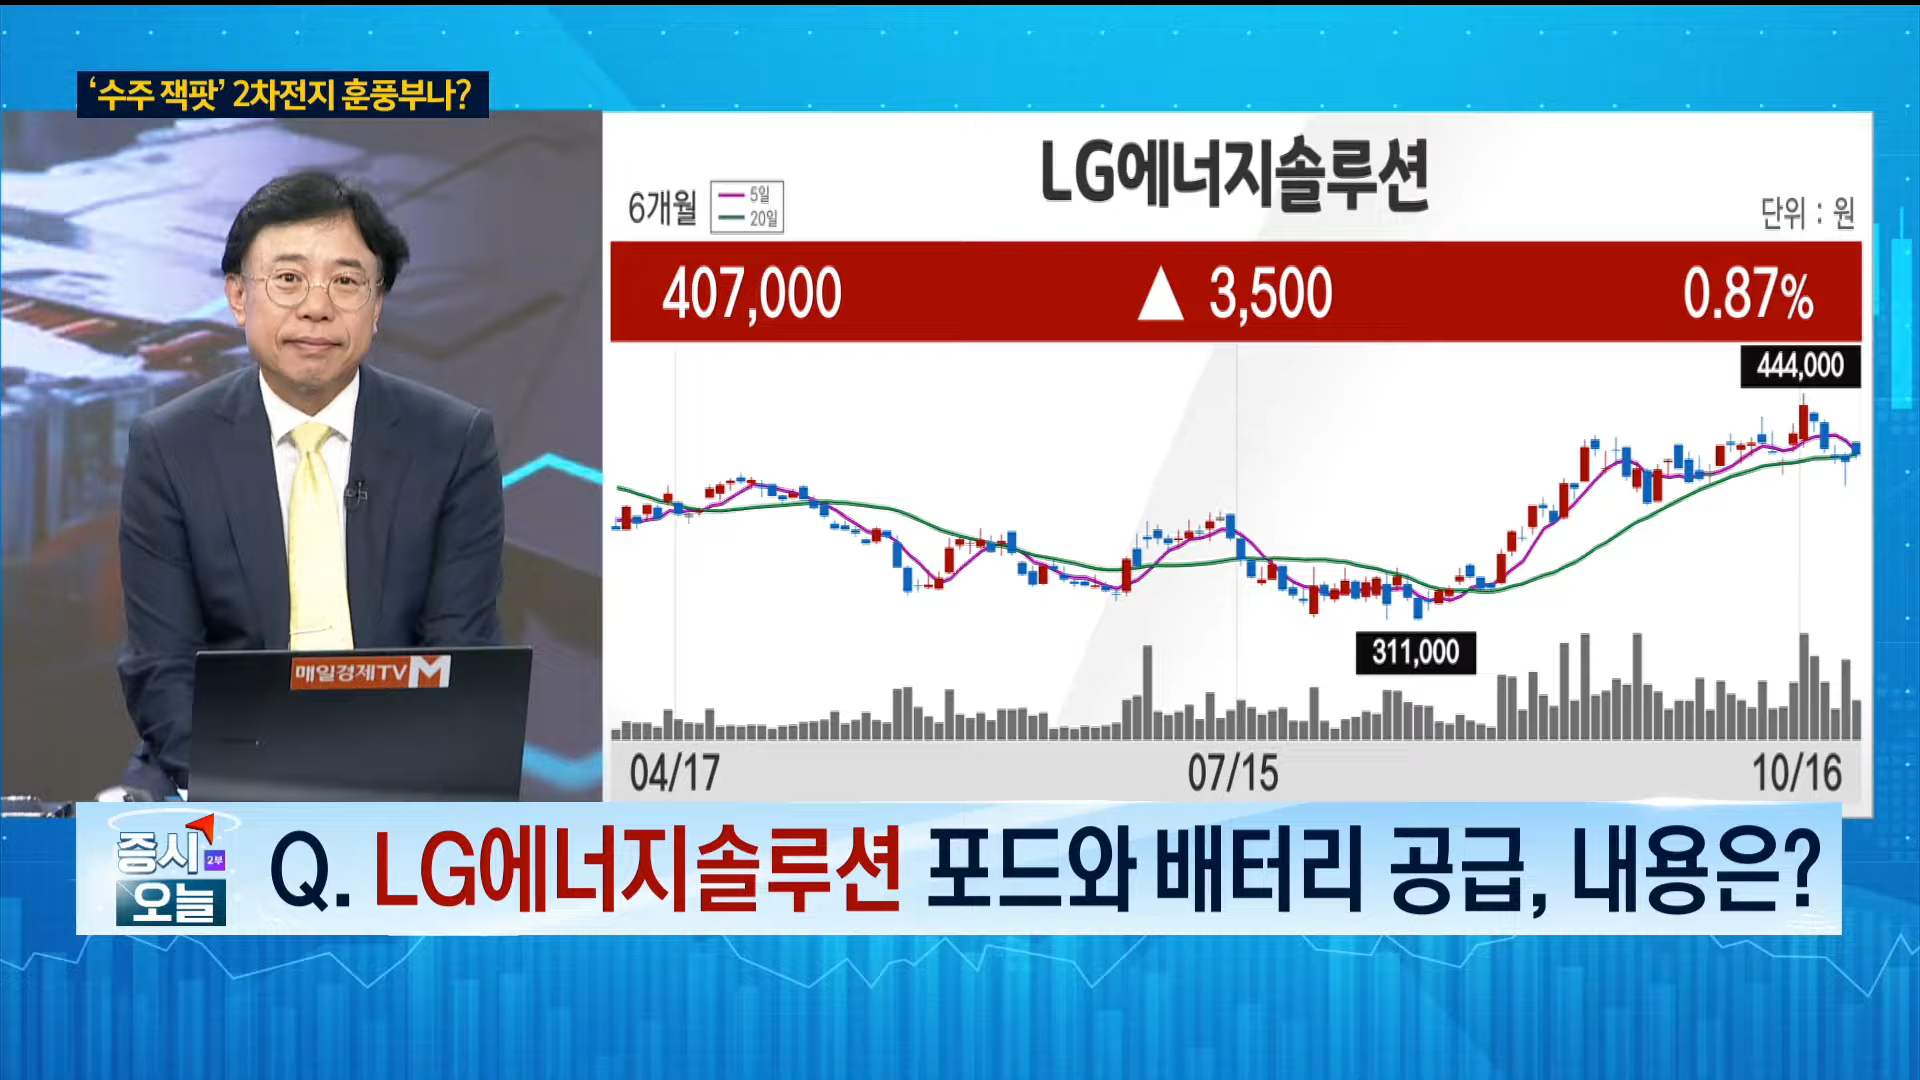 ‘수주 잭팟’ 2차전지 훈풍부나?
LG에너지솔루션
6개월
5일
20일
단위 : 원
407,000 ▲ 3,500 0.87%
444,000
311,000
04/17 07/15 10/16
매일경제TV M
증시 2부
오늘
Q. LG에너지솔루션 포드와 배터리 공급, 내용은?